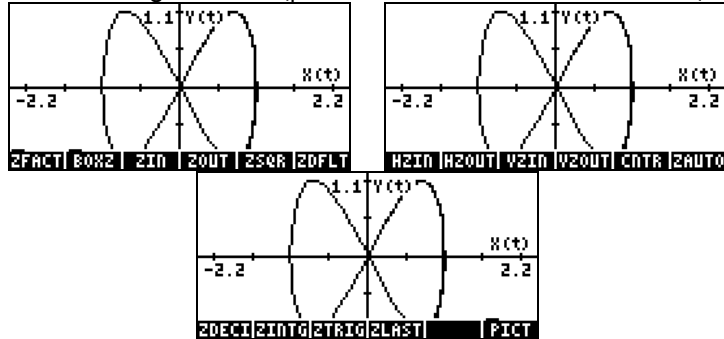 1.1 Y(t)
X(t)
-2.2 2.2
ZFACT BOXZ ZIN ZOUT ZSQR ZDFLT
1.1 Y(t)
X(t)
-2.2 2.2
HZIN HZOUT VZIN VZOUT CNTR ZAUTO
1.1 Y(t)
X(t)
-2.2 2.2
ZDECI ZINTG ZTRIG ZLAST PICT